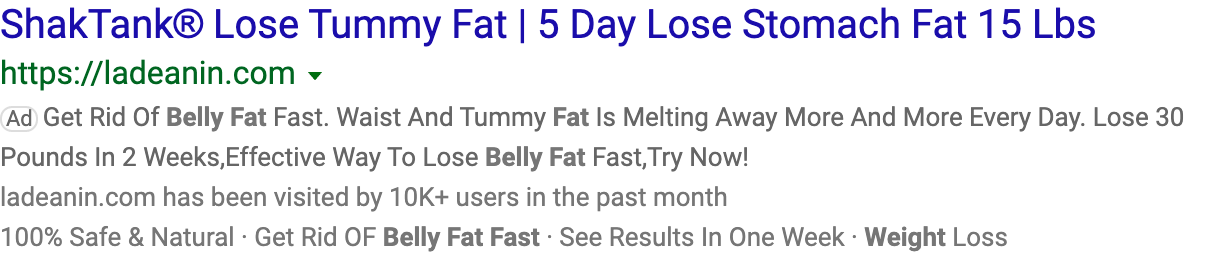 ShakTank® Lose Tummy Fat | 5 Day Lose Stomach Fat 15 Lbs
https://ladeanin.com
Ad Get Rid Of Belly Fat Fast. Waist And Tummy Fat Is Melting Away More And More Every Day. Lose 30
Pounds In 2 Weeks,Effective Way To Lose Belly Fat Fast,Try Now!
ladeanin.com has been visited by 10K+ users in the past month
100% Safe & Natural · Get Rid OF Belly Fat Fast · See Results In One Week · Weight Loss